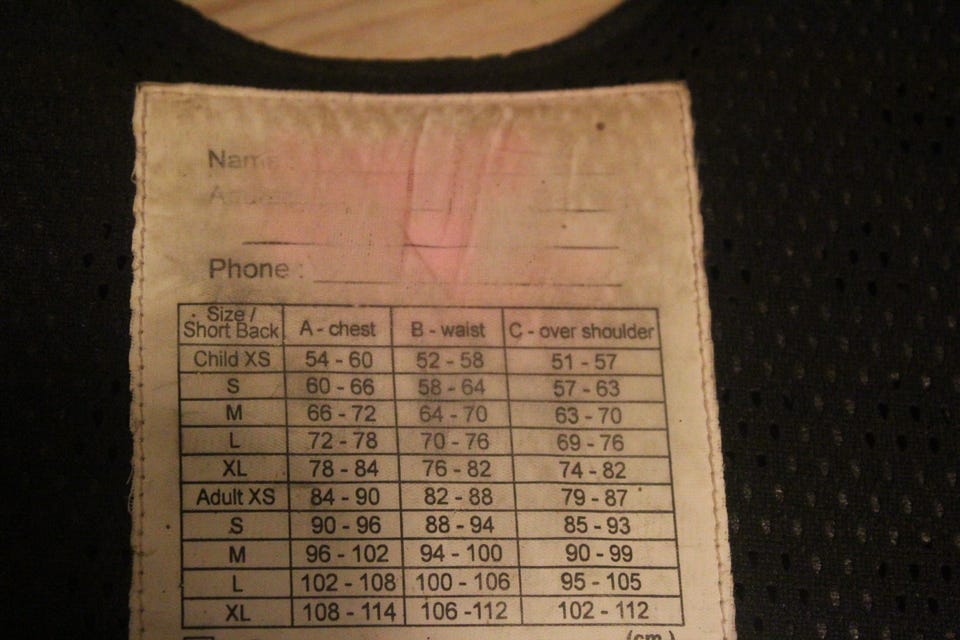 Name
Phone :
Size / Short Back A - chest B - waist C - over shoulder
Child XS 54 - 60 52 - 58 51 - 57
S 60 - 66 58 - 64 57 - 63
M 66 - 72 64 - 70 63 - 70
L 72 - 78 70 - 76 69 - 76
XL 78 - 84 76 - 82 74 - 82
Adult XS 84 - 90 82 - 88 79 - 87
S 90 - 96 88 - 94 85 - 93
M 96 - 102 94 - 100 90 - 99
L 102 - 108 100 - 106 95 - 105
XL 108 - 114 106 -112 102 - 112
(cm )